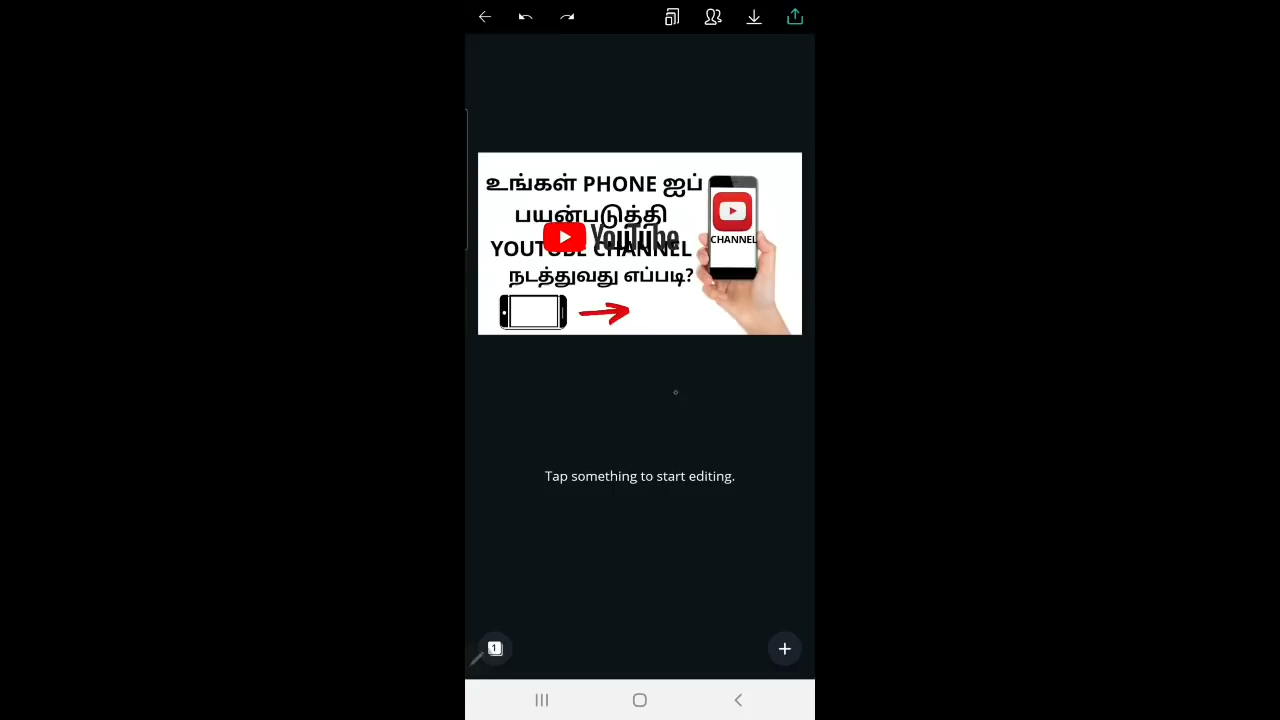 உங்கள் PHONE ஐப்
பயன்படுத்தி
YouTube
YOUTUBE CHANNEL
நடத்துவது எப்படி?
CHANNEL
Tap something to start editing.
1